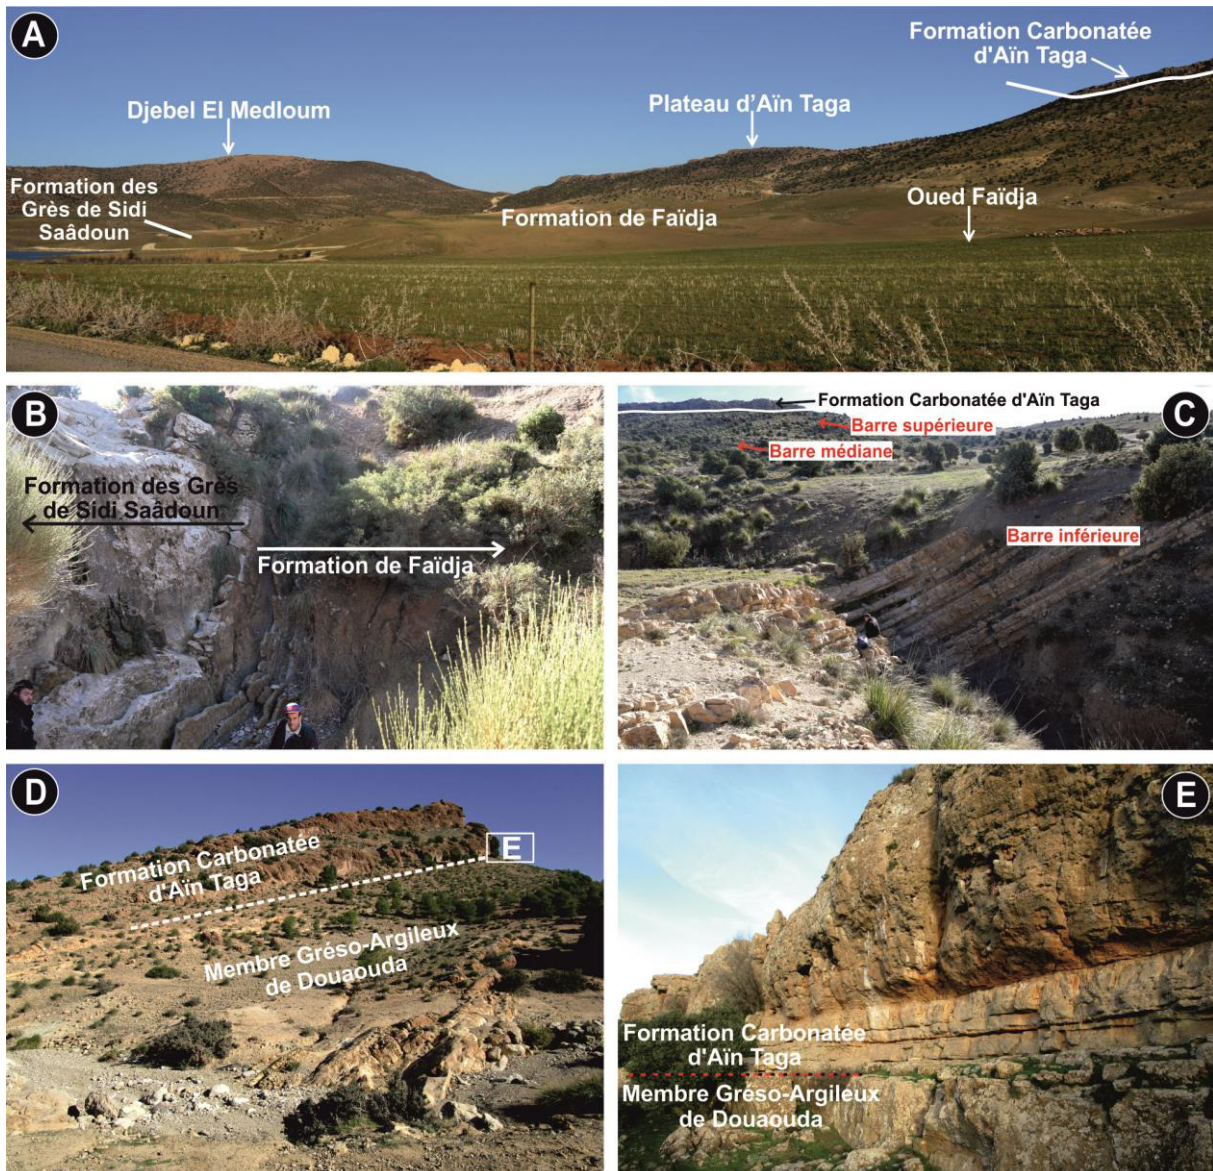 A
Formation Carbonatée
d'Aïn Taga
Djebel El Medloum
Plateau d'Aïn Taga
Formation des
Grès de Sidi
Saâdoun
Formation de Faïdja
Oued Faïdja
B
Formation des Grès
de Sidi Saâdoun
Formation de Faïdja
C
Formation Carbonatée d'Aïn Taga
Barre supérieure
Barre médiane
Barre inférieure
D
Formation Carbonatée
d'Aïn Taga
E
Membre Gréso-Argileux
de Douaouda
E
Formation Carbonatée
d'Aïn Taga
Membre Gréso-Argileux
de Douaouda